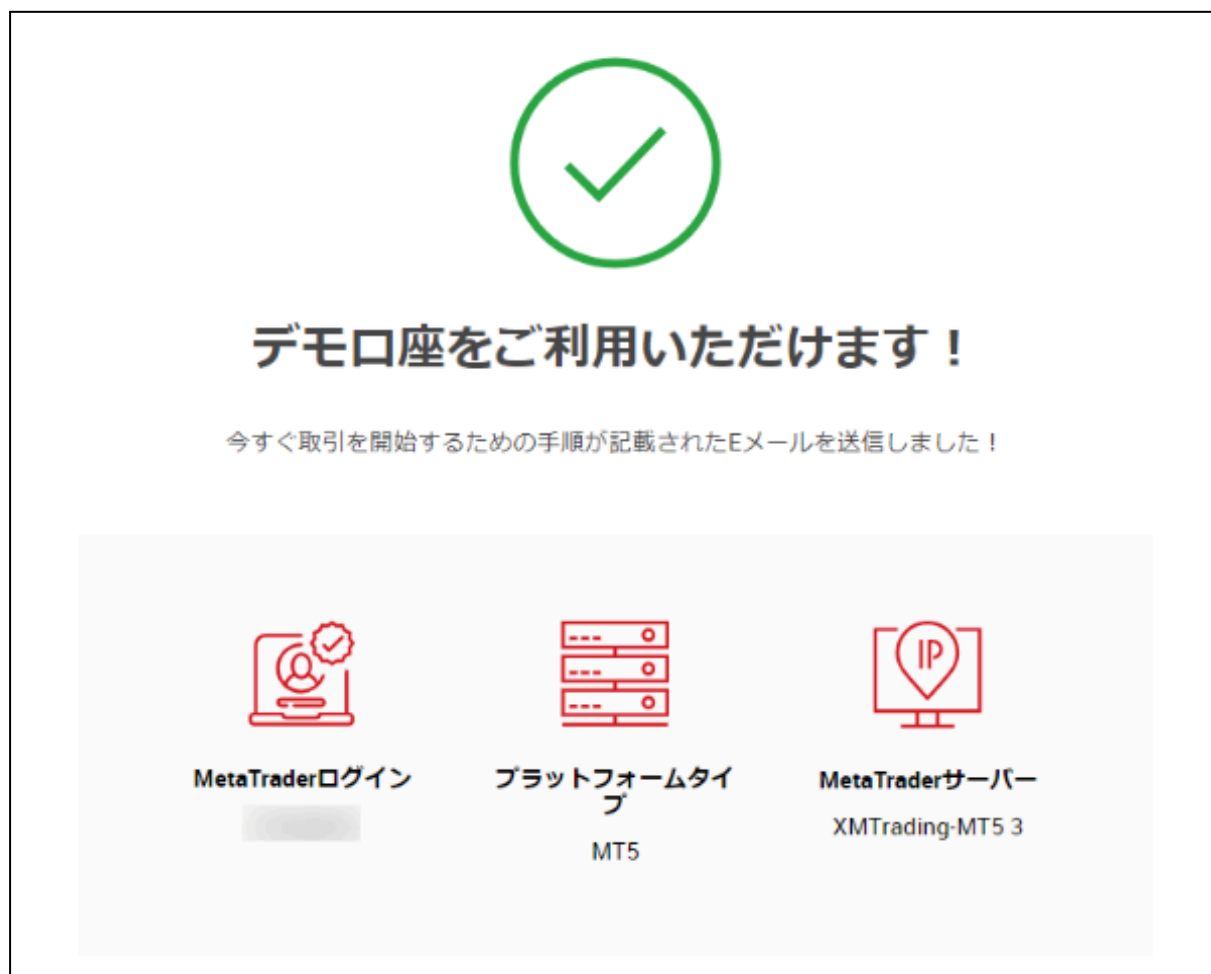 デモ口座をご利用いただけます！
今すぐ取引を開始するための手順が記載されたEメールを送信しました！
IP
MetaTraderログイン
プラットフォームタイ
プ
MT5
MetaTraderサーバー
XMTrading-MT5 3